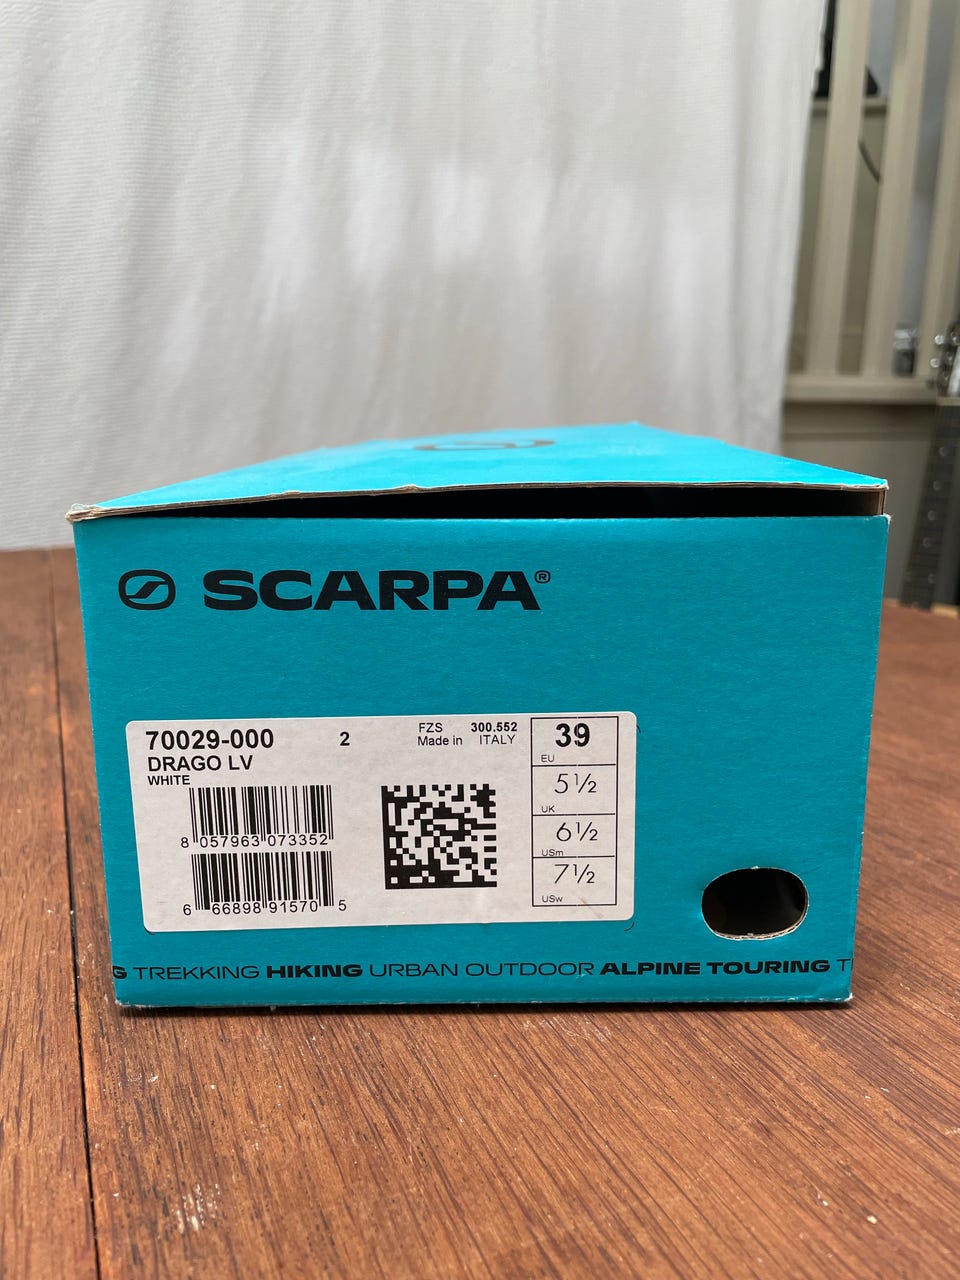 SCARPA®
70029-000 2
DRAGO LV
WHITE
FZS 300.552
Made in ITALY
39
EU
5½
UK
6½
USm
7½
USw
8 057963 073352
6 66898 91570 5
G TREKKING HIKING URBAN OUTDOOR ALPINE TOURING T